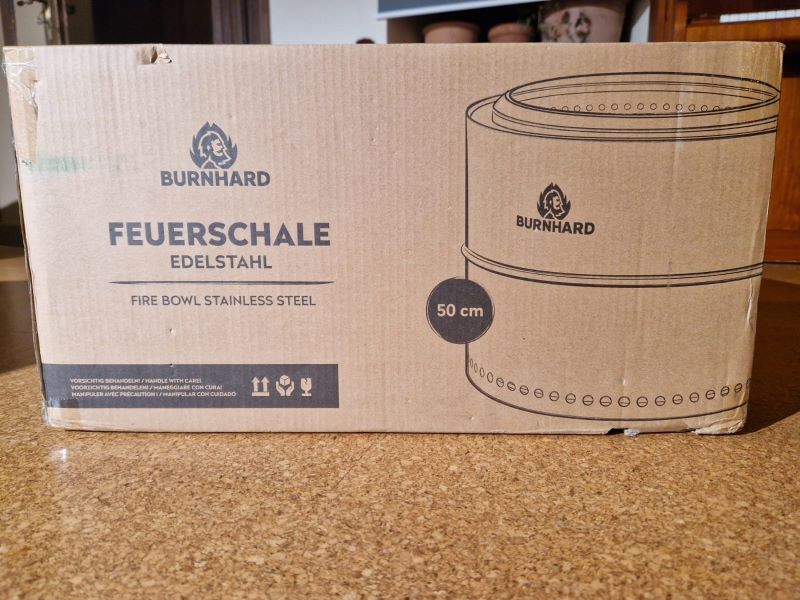 BURNHARD
FEUERSCHALE
EDELSTAHL
FIRE BOWL STAINLESS STEEL
VORSICHTIG BEHANDELN! / HANDLE WITH CARE!
VOORZICHTIG BEHANDELEN! / MANEGGIARE CON CURA!
MANIPULER AVEC PRÉCAUTION! / MANIPULAR CON CUIDADO
BURNHARD
50 cm